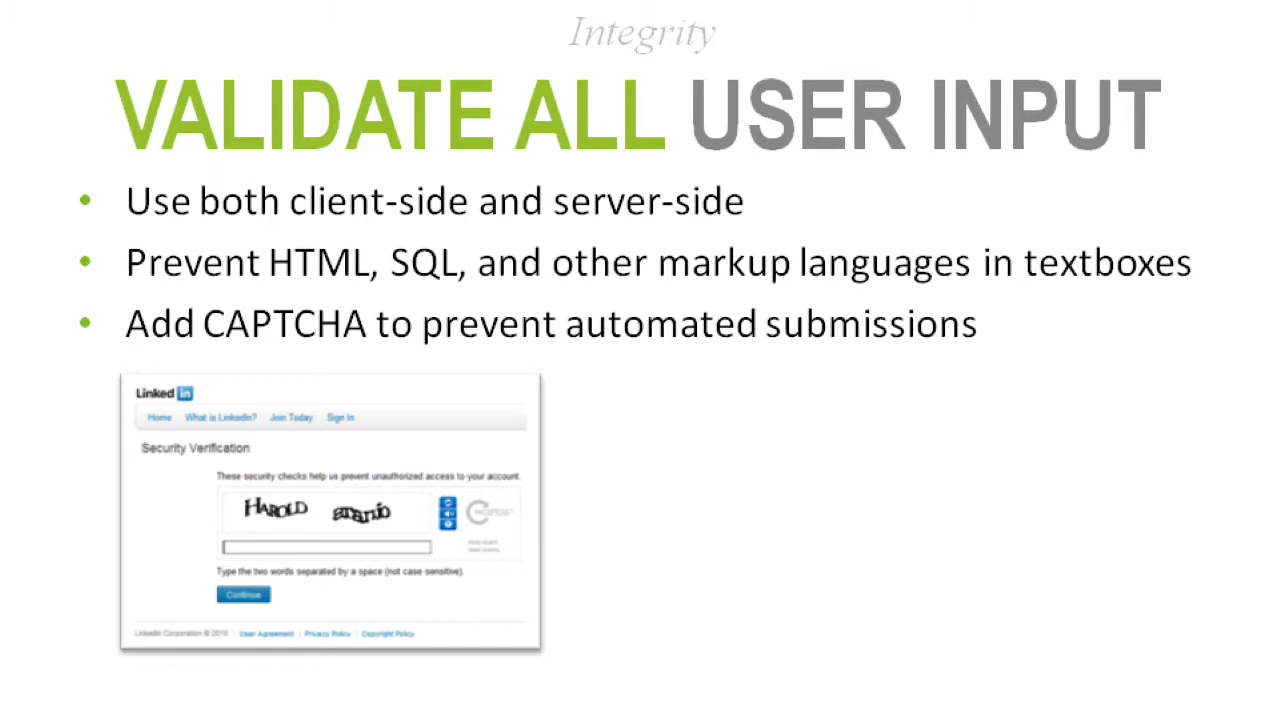 Integrity
VALIDATE ALL USER INPUT
• Use both client-side and server-side
• Prevent HTML, SQL, and other markup languages in textboxes
• Add CAPTCHA to prevent automated submissions
Linked in
Home What is LinkedIn? Join Today Sign In
Security Verification
These security checks help us prevent unauthorized access to your account.
HAROLD
Type the two words separated by a space (not case sensitive).
Continue
LinkedIn Corporation © 2010 | User Agreement | Privacy Policy | Copyright Policy